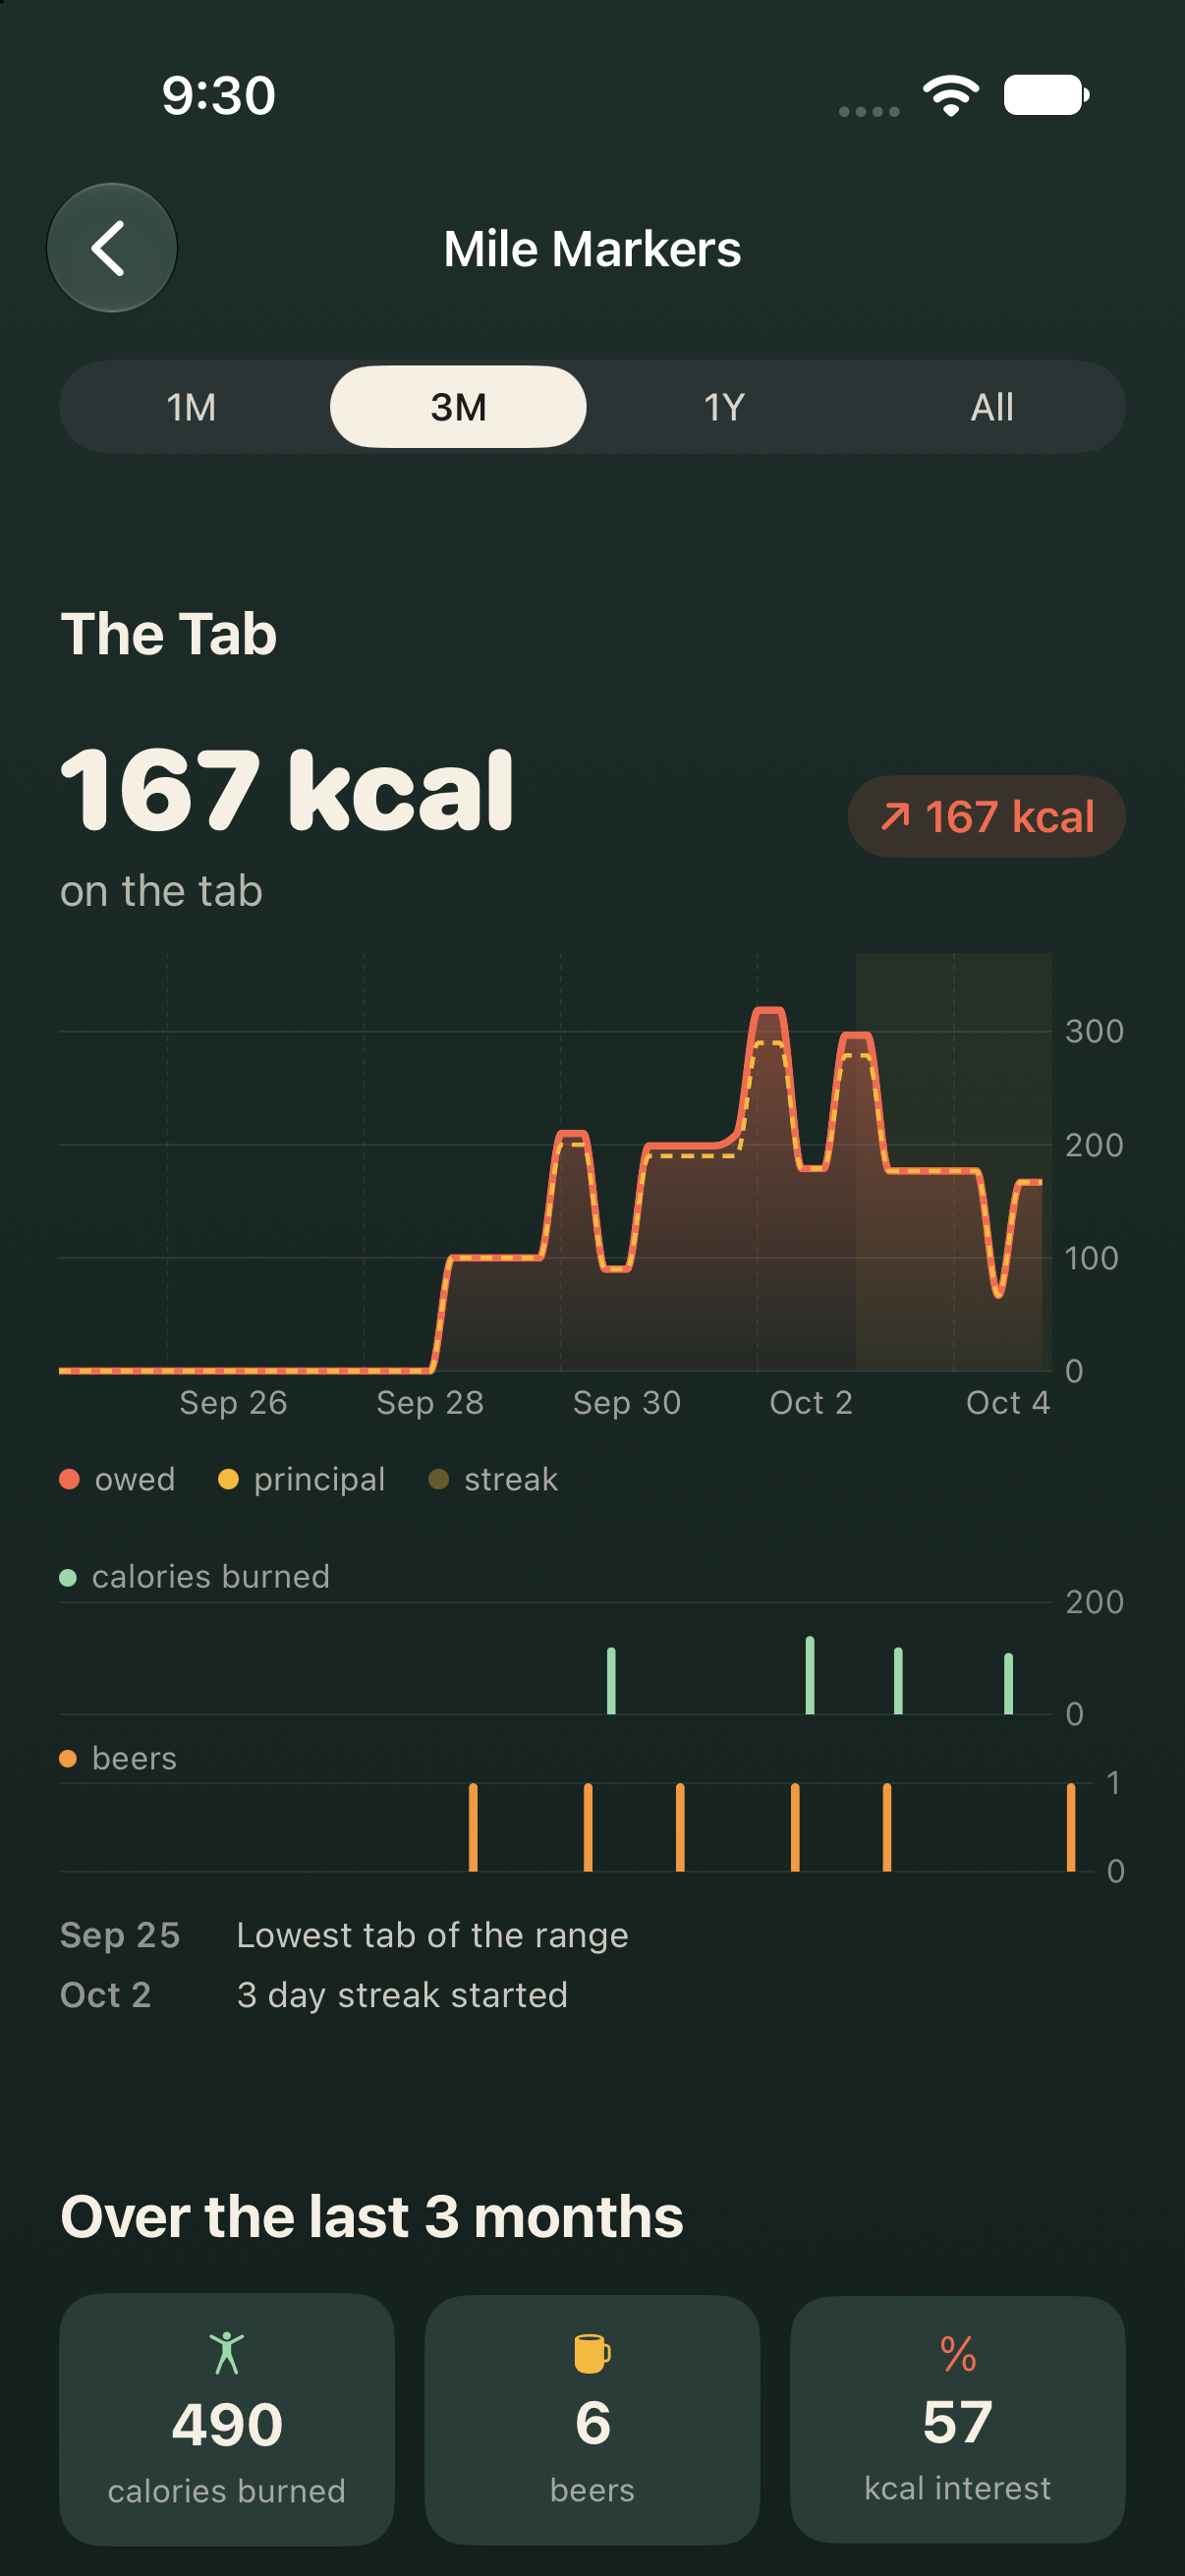 9:30
Mile Markers
1M 3M 1Y All
The Tab
167 kcal
↗ 167 kcal
on the tab
300
200
100
0
Sep 26 Sep 28 Sep 30 Oct 2 Oct 4
owed principal streak
calories burned
200
0
beers
1
0
Sep 25 Lowest tab of the range
Oct 2 3 day streak started
Over the last 3 months
% 
490 6 57
calories burned beers kcal interest